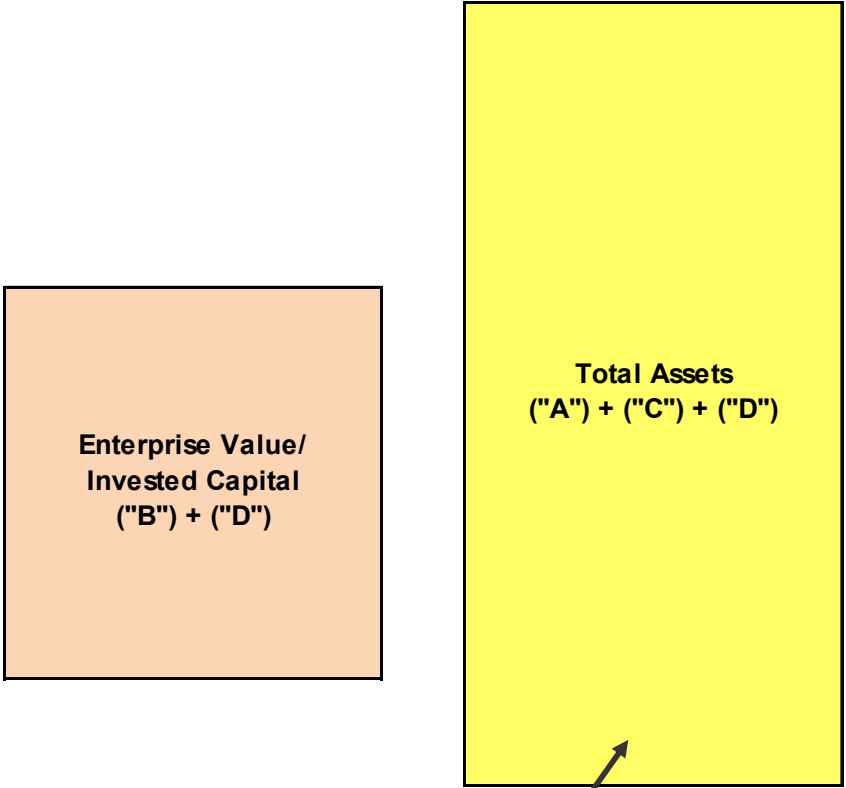 Enterprise Value/
Invested Capital
("B") + ("D")
Total Assets
("A") + ("C") + ("D")